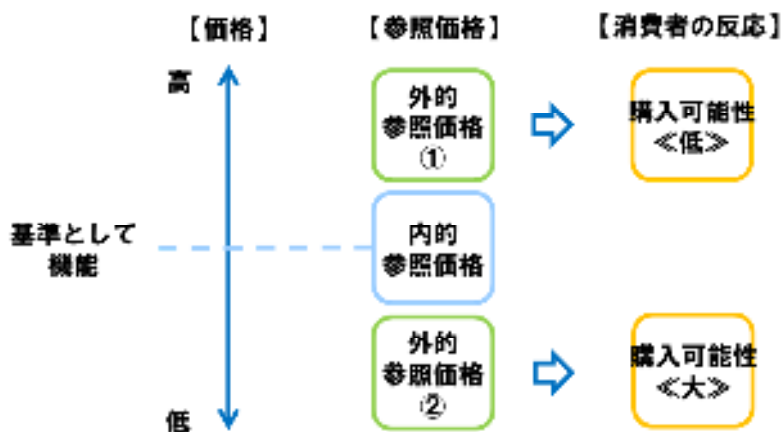 【価格】
【参照価格】
【消費者の反応】
高
外的
参照価格
①
購入可能性
≪低≫
基準として
機能
内的
参照価格
外的
参照価格
②
購入可能性
≪大≫
低